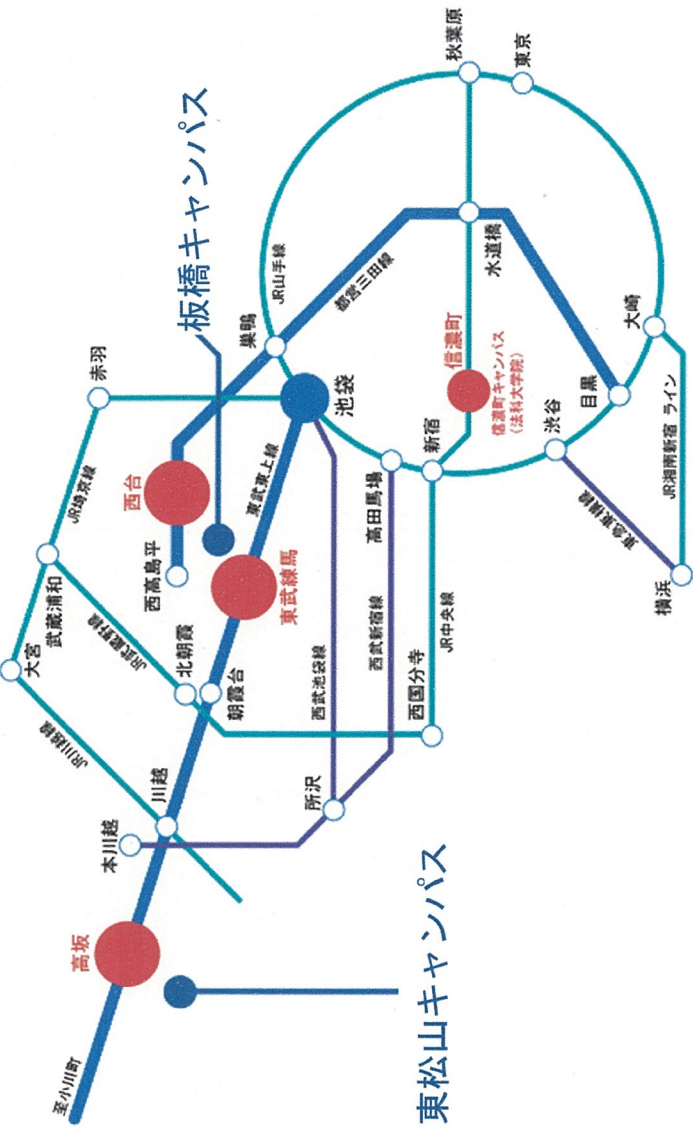 至小川町
高坂
東松山キャンパス
本川越
川越
JR川越線
大宮
武蔵浦和
JR埼京線
赤羽
JR武蔵野線
北朝霞
朝霞台
西高島平
西台
板橋キャンパス
東武練馬
東武東上線
池袋
巣鴨
JR山手線
都営三田線
所沢
西武池袋線
西武新宿線
高田馬場
西国分寺
JR中央線
新宿
信濃町
信濃町キャンパス
（法科大学院）
水道橋
秋葉原
東京
渋谷
目黒
大崎
東急東横線
JR湘南新宿 ライン
横浜